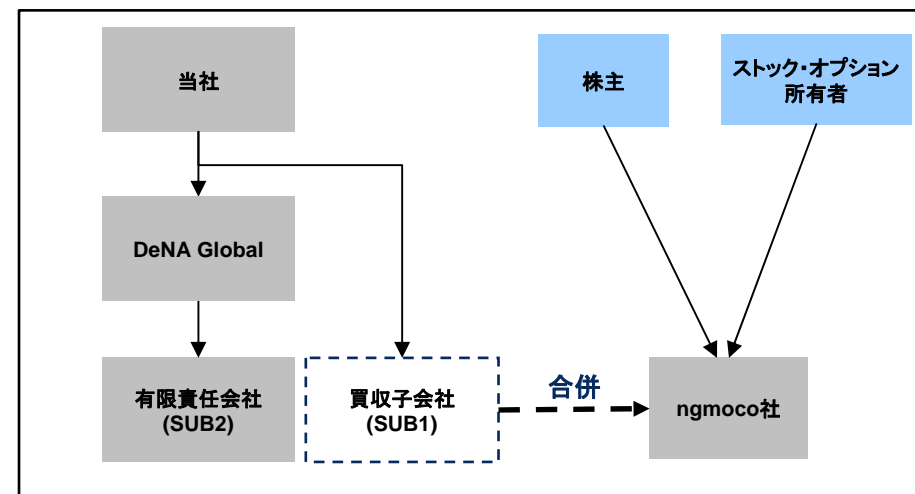 当社
株主
ストック・オプション
所有者
DeNA Global
有限責任会社
(SUB2)
買収子会社
(SUB1)
合併
ngmoco社